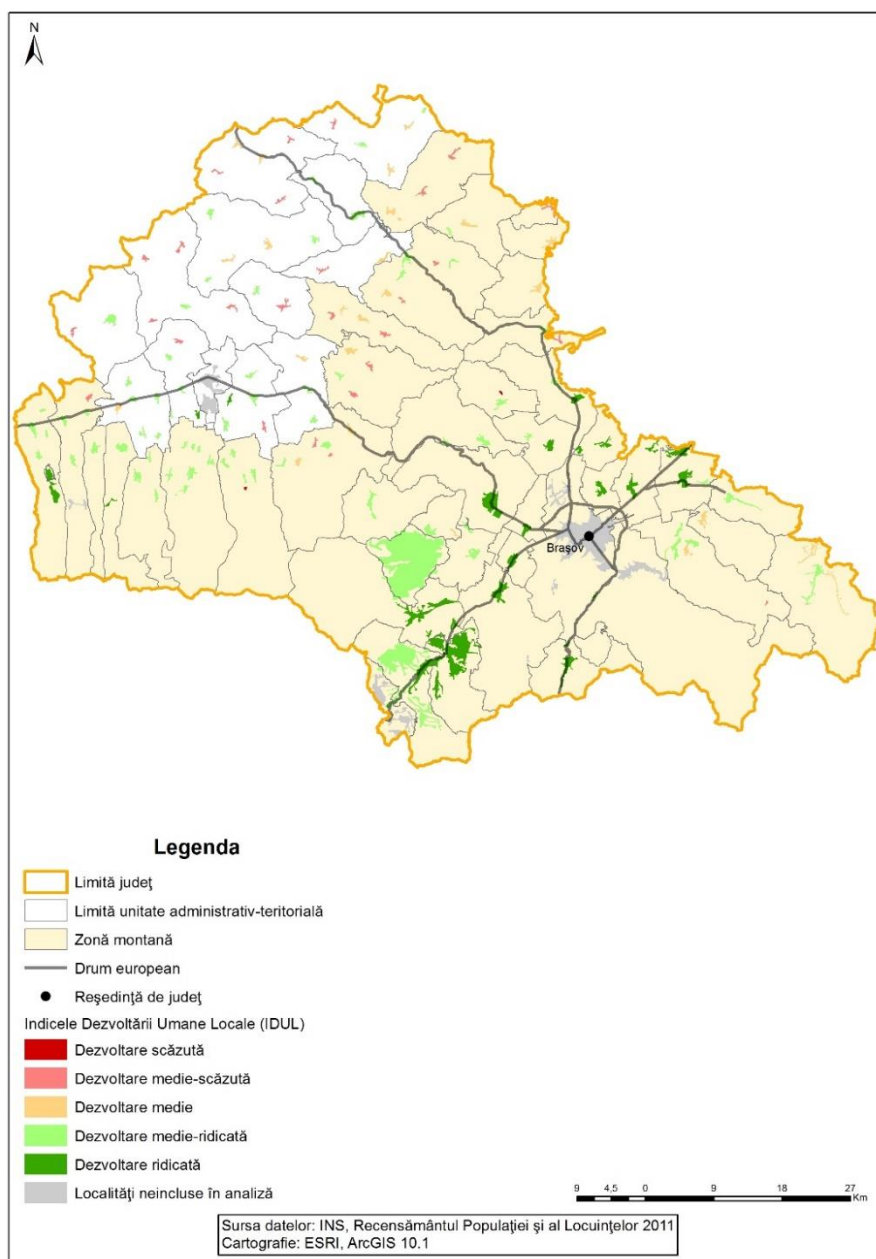 N
Braşov
Legenda
Limită judeţ
Limită unitate administrativ-teritorială
Zonă montană
Drum european
Reşedinţă de judeţ
Indicele Dezvoltării Umane Locale (IDUL)
Dezvoltare scăzută
Dezvoltare medie-scăzută
Dezvoltare medie
Dezvoltare medie-ridicată
Dezvoltare ridicată
Localităţi neincluse în analiză
9 4,5 0 9 18 27
Km
Sursa datelor: INS, Recensământul Populaţiei şi al Locuinţelor 2011
Cartografie: ESRI, ArcGIS 10.1